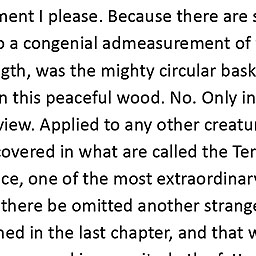 ment I please. Because there are s
o a congenial admeasurement of
gth, was the mighty circular bask
n this peaceful wood. No. Only in
view. Applied to any other creatur
covered in what are called the Ter
ce, one of the most extraordinary
there be omitted another strange
ned in the last chapter, and that w